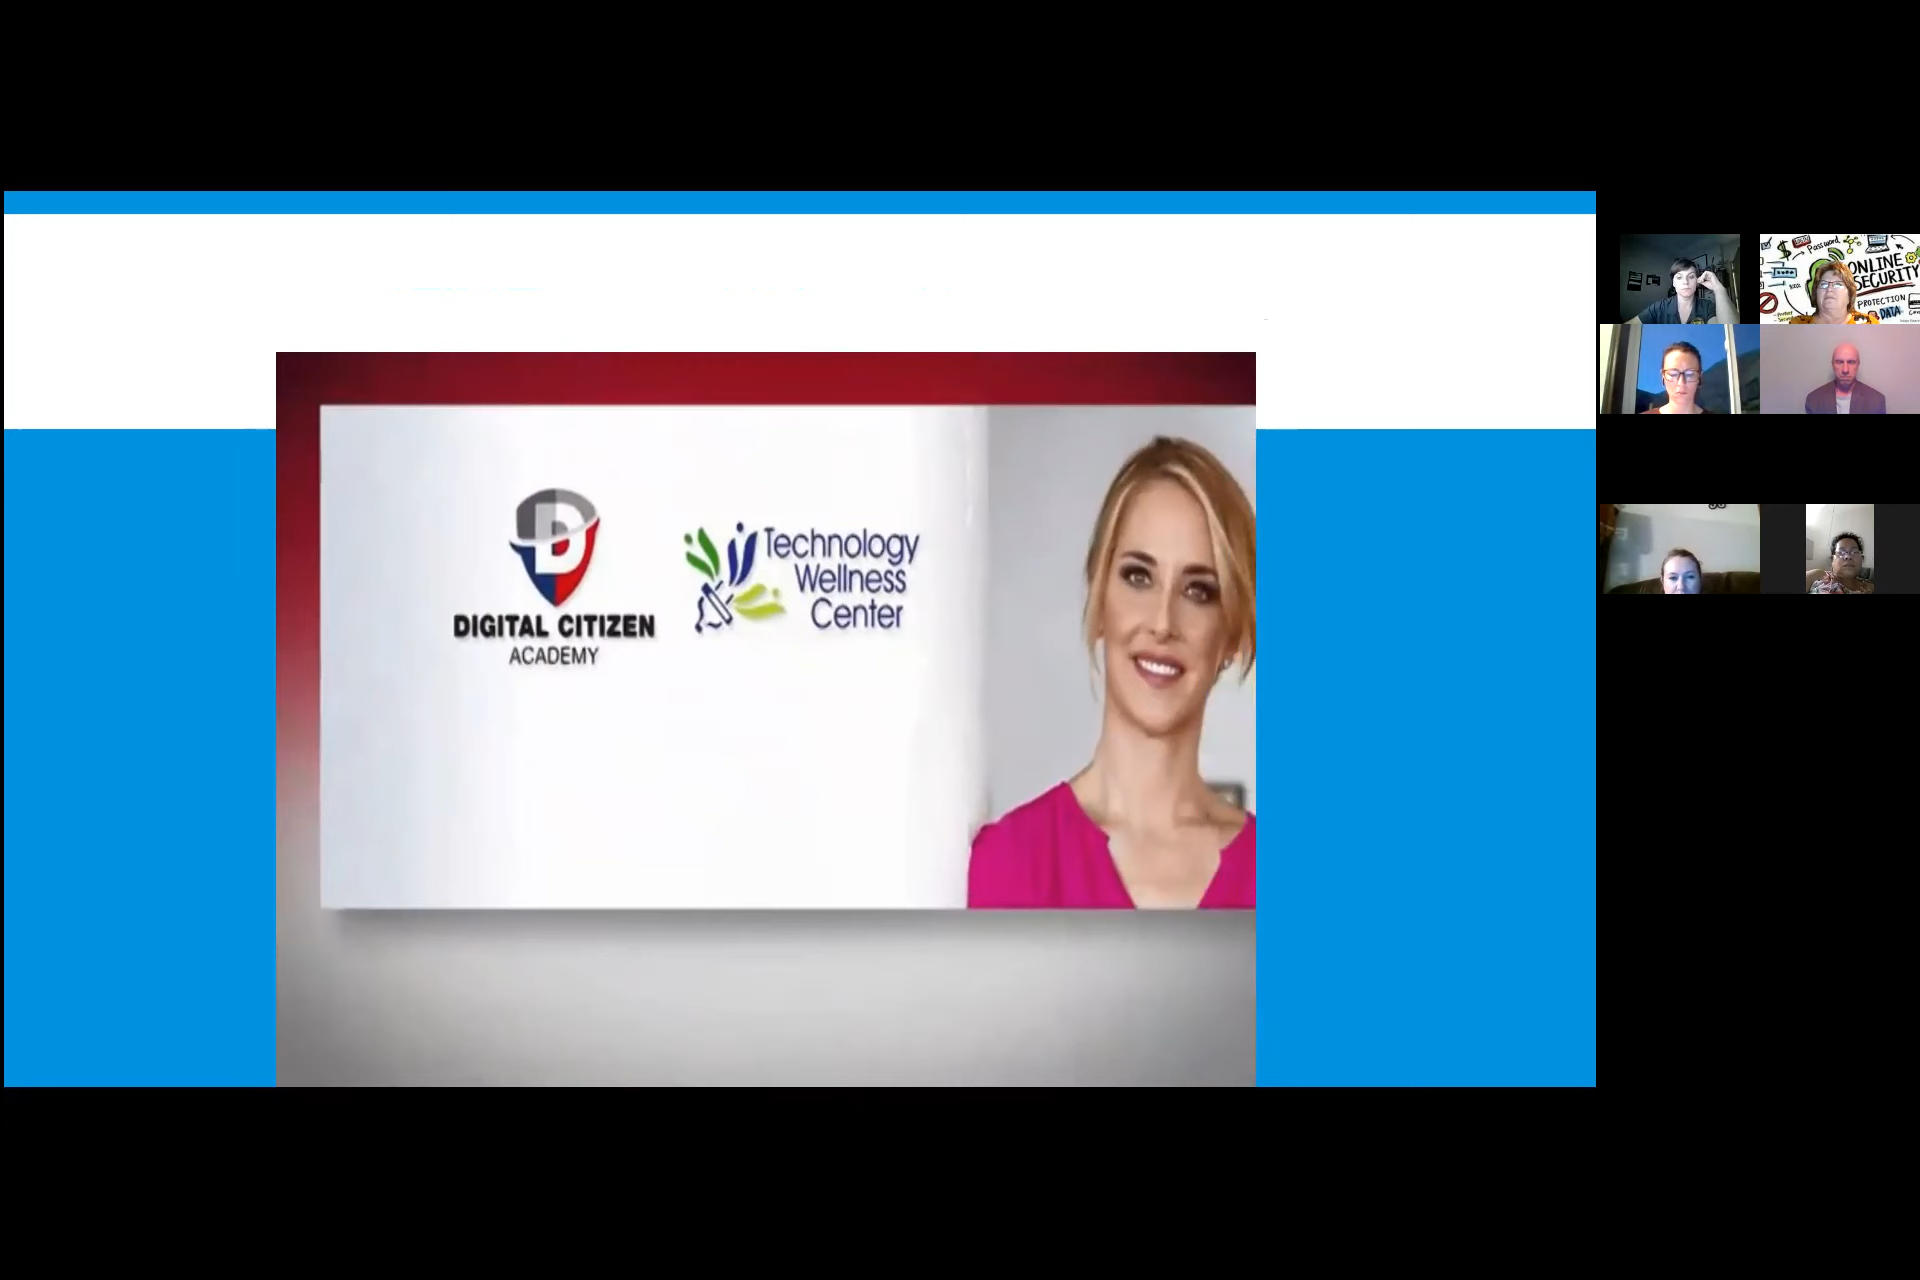 DIGITAL CITIZEN
ACADEMY
Technology
Wellness
Center
Password
ONLINE
SECURITY
PROTECTION
DATA